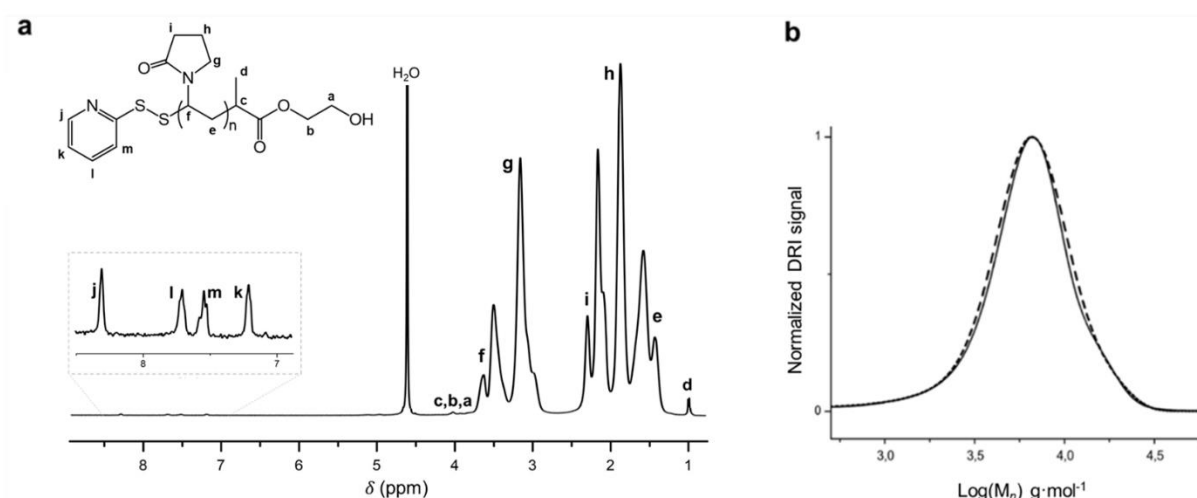 a
i
h
O
N
g
d
a
j
N
S
S
f
e
n
c
O
b
OH
O
k
m
l
H₂O
h
g
i
e
f
c,b,a
d
j
l
m
k
8
7
8
7
6
5
4
3
2
1
δ (ppm)
b
Normalized DRI signal
1
0
3,0
3,5
4,0
4,5
Log(Mₙ) g·mol⁻¹